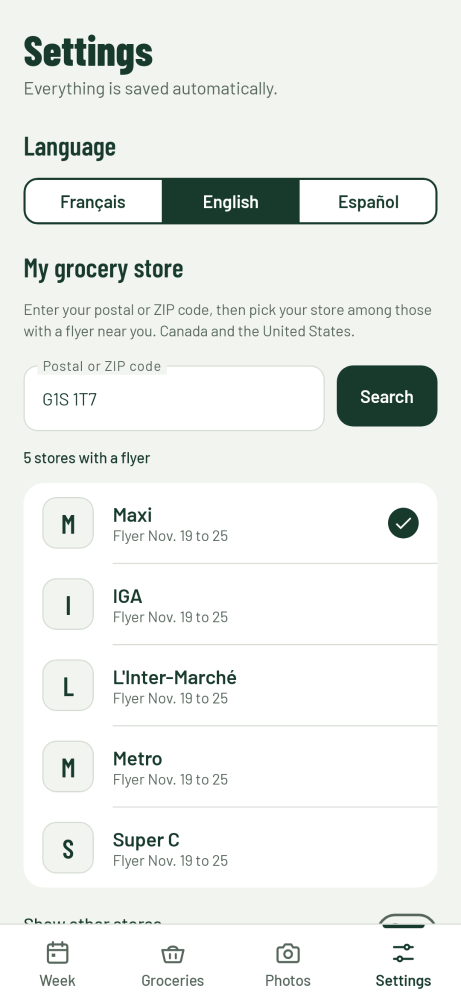 Settings
Everything is saved automatically.
Language
Français English Español
My grocery store
Enter your postal or ZIP code, then pick your store among those
with a flyer near you. Canada and the United States.
Postal or ZIP code
G1S 1T7
Search
5 stores with a flyer
M
Maxi
Flyer Nov. 19 to 25
I
IGA
Flyer Nov. 19 to 25
L
L'Inter-Marché
Flyer Nov. 19 to 25
M
Metro
Flyer Nov. 19 to 25
S
Super C
Flyer Nov. 19 to 25
Show other stores
Week Groceries Photos Settings